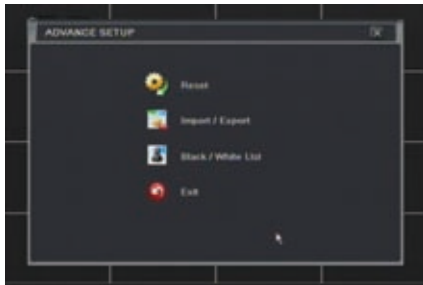 ADVANCE SETUP
Reset
Import / Export
Black / White List
Exit